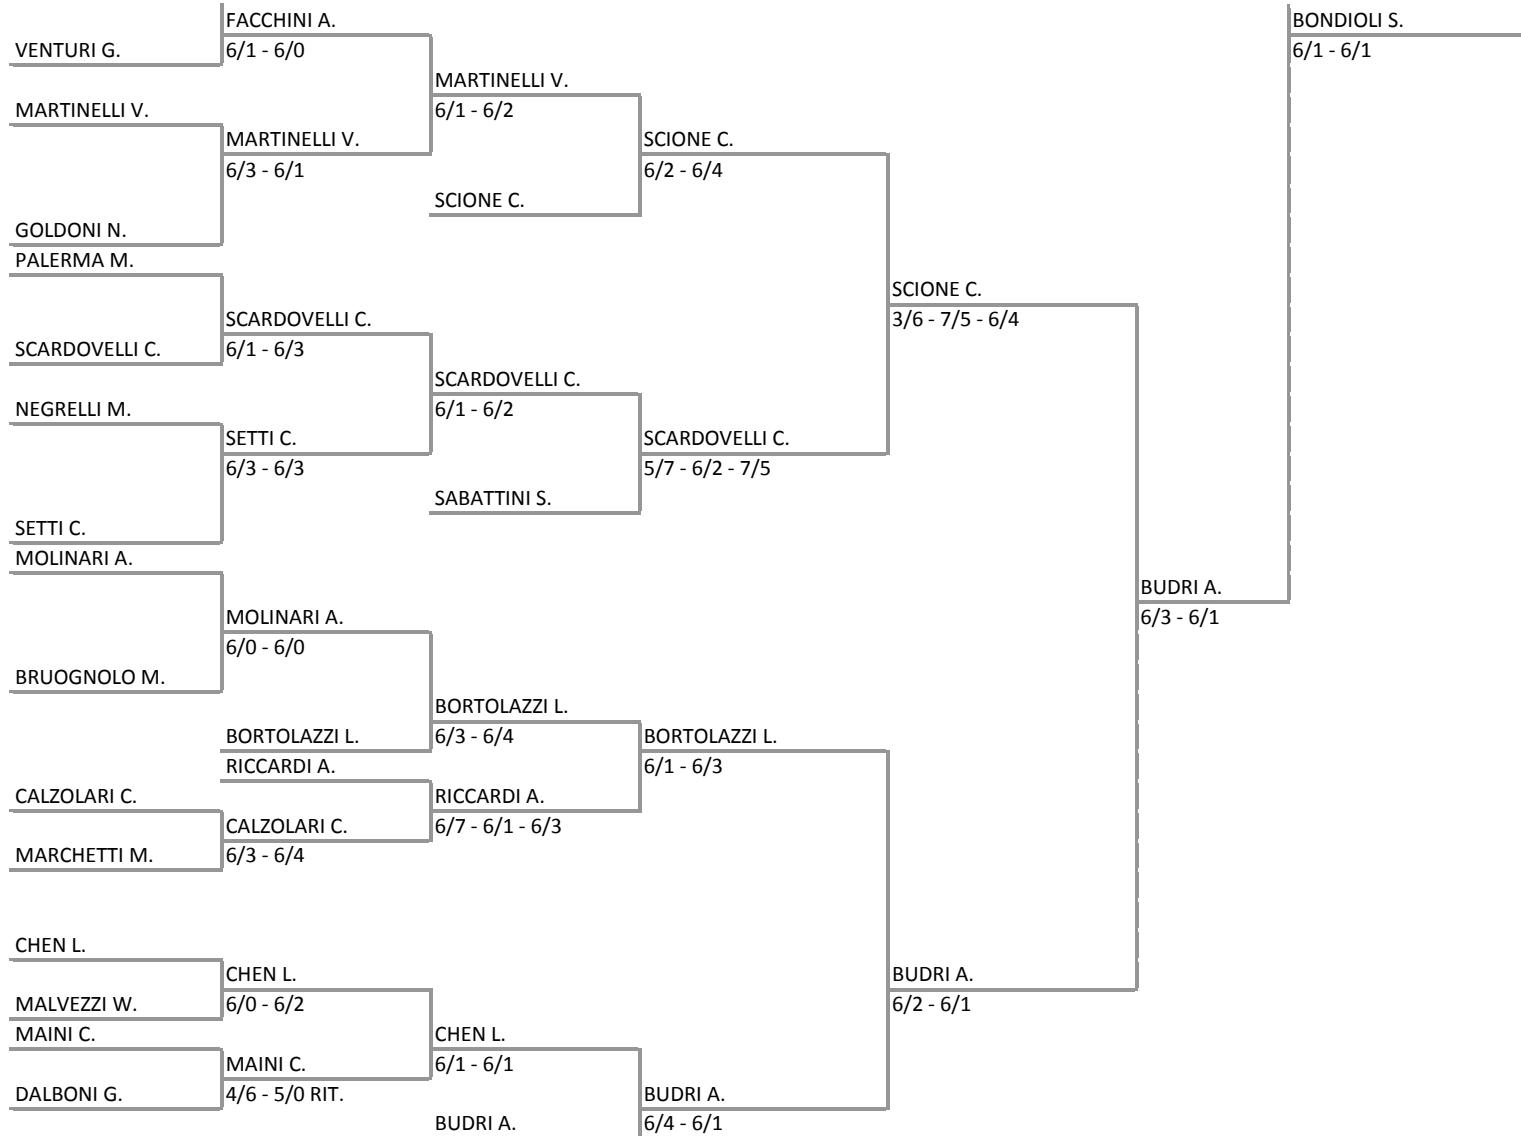 FACCHINI A.
BONDIOLI S.
VENTURI G.
6/1 - 6/0
6/1 - 6/1
MARTINELLI V.
MARTINELLI V.
6/1 - 6/2
MARTINELLI V.
SCIONE C.
6/3 - 6/1
6/2 - 6/4
SCIONE C.
GOLDONI N.
PALERMA M.
SCIONE C.
SCARDOVELLI C.
3/6 - 7/5 - 6/4
SCARDOVELLI C.
6/1 - 6/3
SCARDOVELLI C.
NEGRELLI M.
6/1 - 6/2
SETTI C.
SCARDOVELLI C.
6/3 - 6/3
5/7 - 6/2 - 7/5
SABATTINI S.
SETTI C.
MOLINARI A.
BUDRI A.
MOLINARI A.
6/3 - 6/1
6/0 - 6/0
BRUOGNOLO M.
BORTOLAZZI L.
BORTOLAZZI L.
6/3 - 6/4
BORTOLAZZI L.
RICCARDI A.
6/1 - 6/3
CALZOLARI C.
RICCARDI A.
CALZOLARI C.
6/7 - 6/1 - 6/3
MARCHETTI M.
6/3 - 6/4
CHEN L.
CHEN L.
BUDRI A.
MALVEZZI W.
6/0 - 6/2
6/2 - 6/1
MAINI C.
CHEN L.
MAINI C.
6/1 - 6/1
DALBONI G.
4/6 - 5/0 RIT.
BUDRI A.
BUDRI A.
6/4 - 6/1